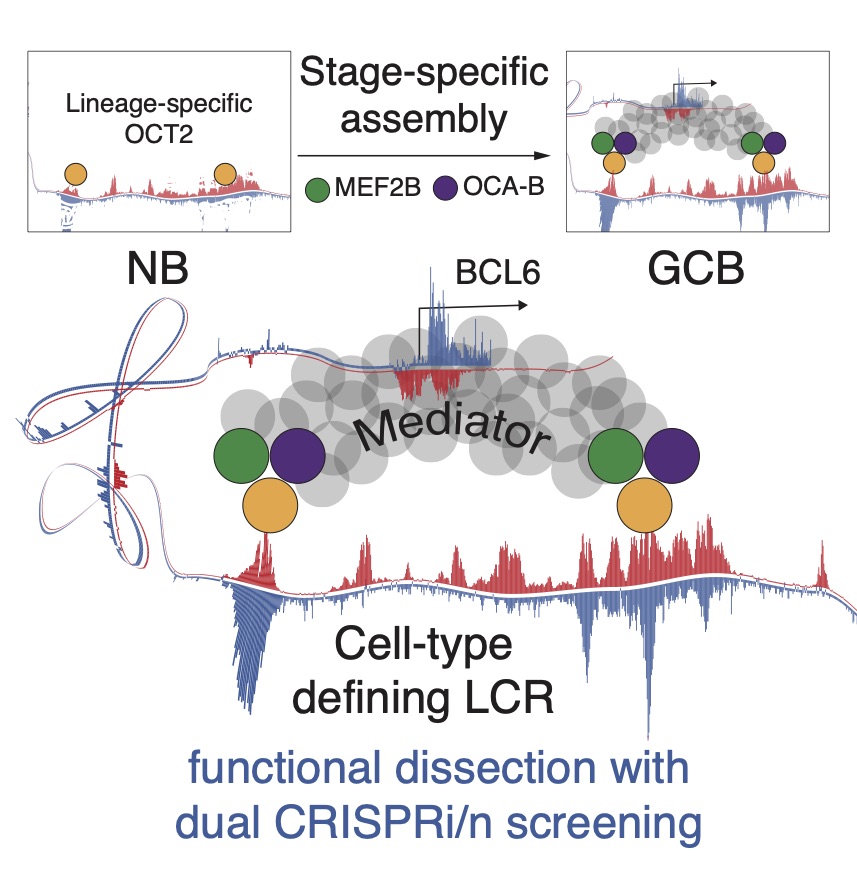 Lineage-specific
OCT2
Stage-specific
assembly
MEF2B OCA-B
NB
GCB
BCL6
Mediator
Cell-type
defining LCR
functional dissection with
dual CRISPRi/n screening